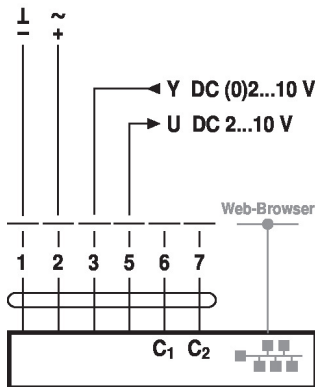 ⊥ ~
– +
Y DC (0)2...10 V
U DC 2...10 V
Web-Browser
1 2 3 5 6 7
C₁ C₂